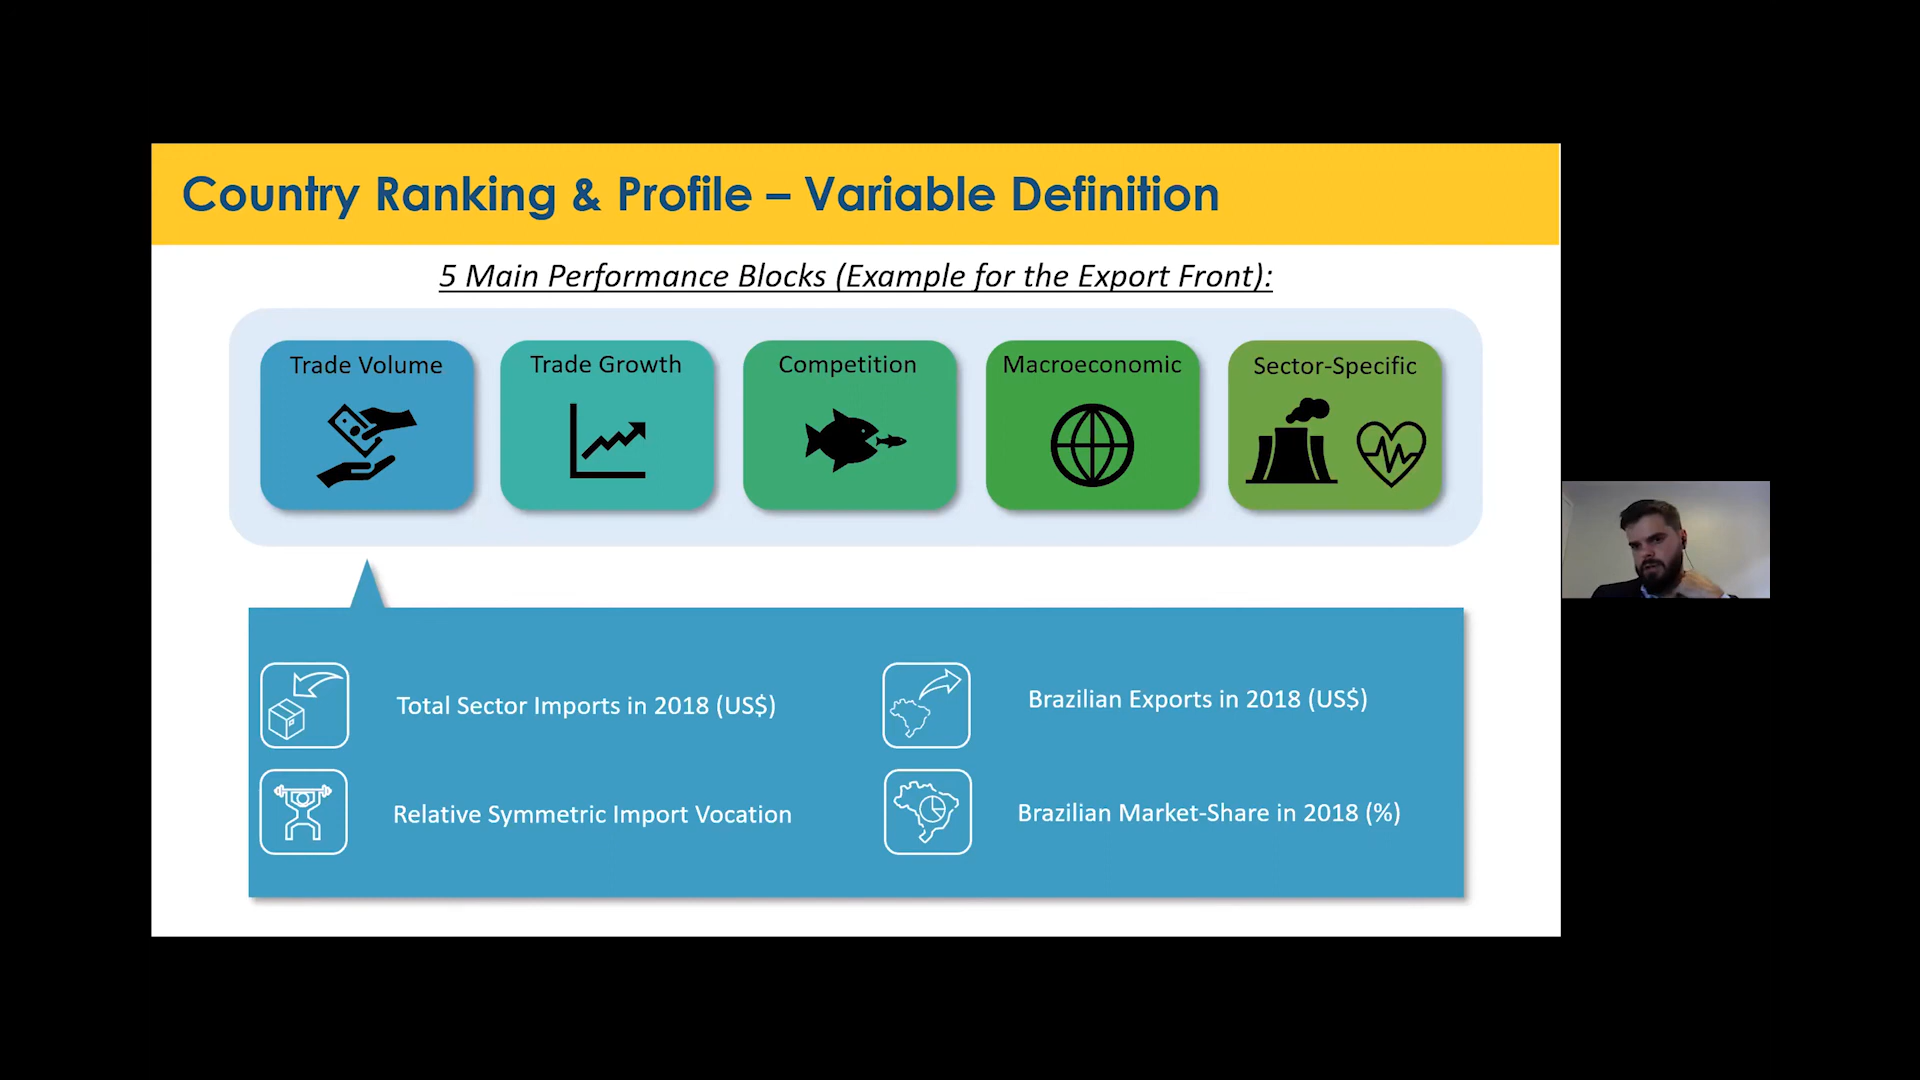 Country Ranking & Profile – Variable Definition
5 Main Performance Blocks (Example for the Export Front):
Trade Volume
Trade Growth
Competition
Macroeconomic
Sector-Specific
Total Sector Imports in 2018 (US$)
Brazilian Exports in 2018 (US$)
Relative Symmetric Import Vocation
Brazilian Market-Share in 2018 (%)